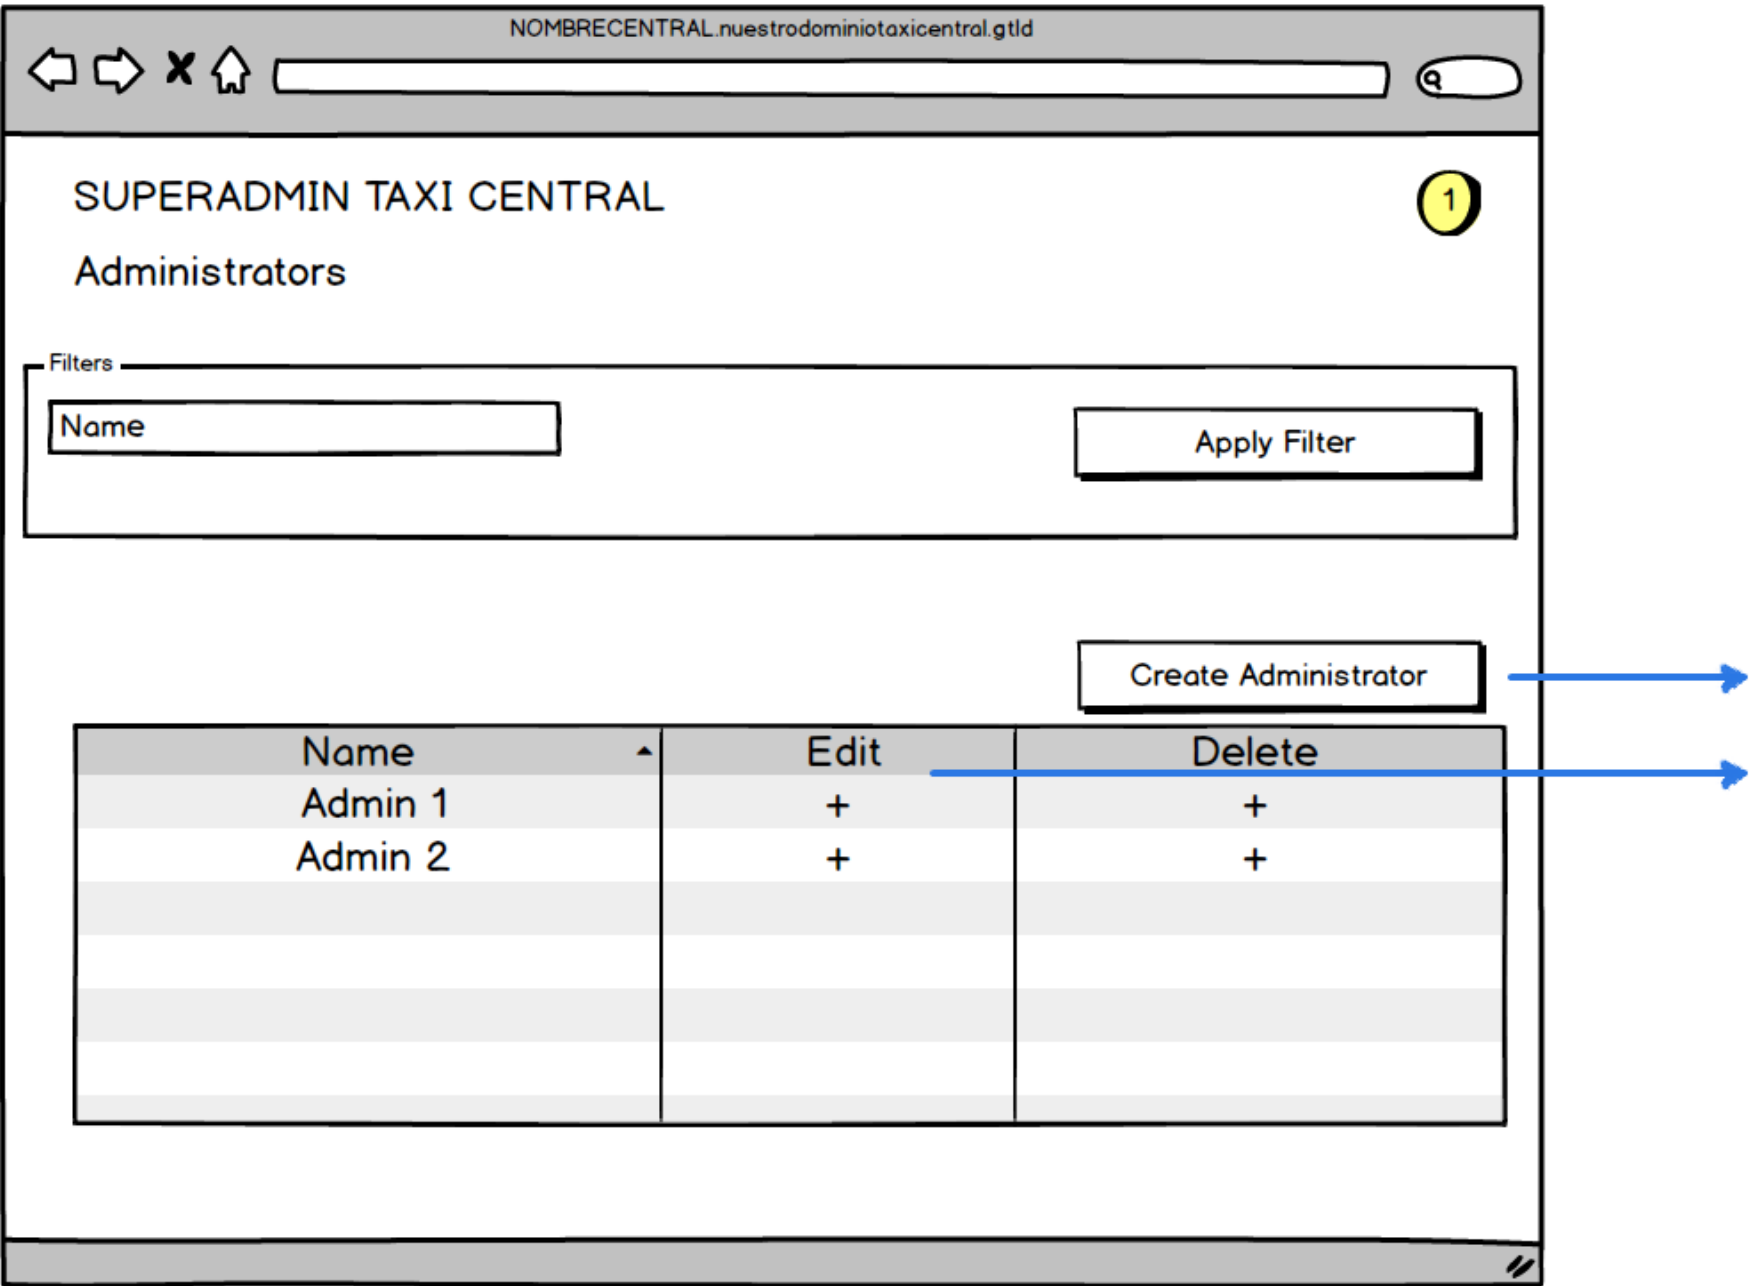 NOMBRECENTRAL.nuestrodominiotaxicentral.gtld
SUPERADMIN TAXI CENTRAL
1
Administrators
Filters
Name
Apply Filter
Create Administrator
Name Edit Delete
Admin 1 + +
Admin 2 + +